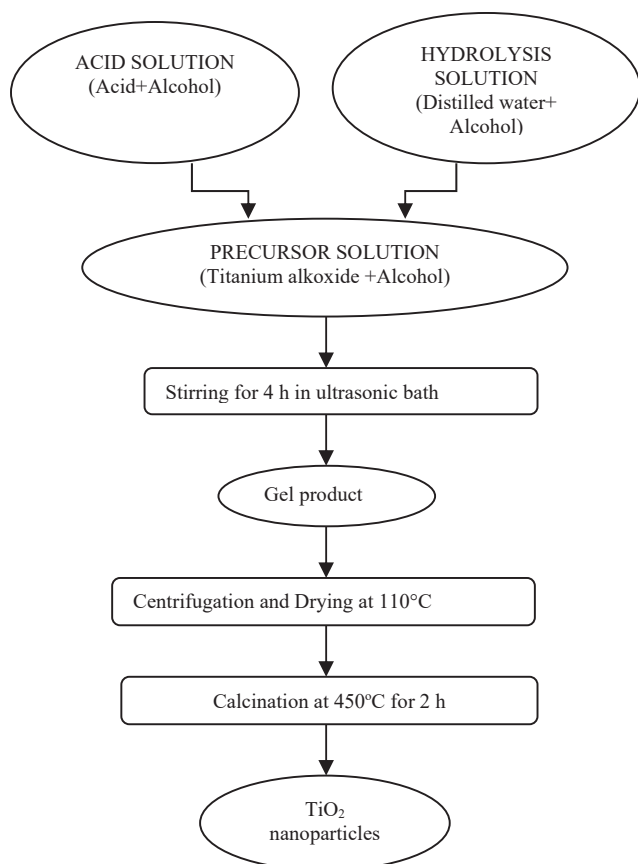 ACID SOLUTION
(Acid+Alcohol)
HYDROLYSIS
SOLUTION
(Distilled water+
Alcohol)
PRECURSOR SOLUTION
(Titanium alkoxide +Alcohol)
Stirring for 4 h in ultrasonic bath
Gel product
Centrifugation and Drying at 110°C
Calcination at 450ºC for 2 h
TiO₂
nanoparticles